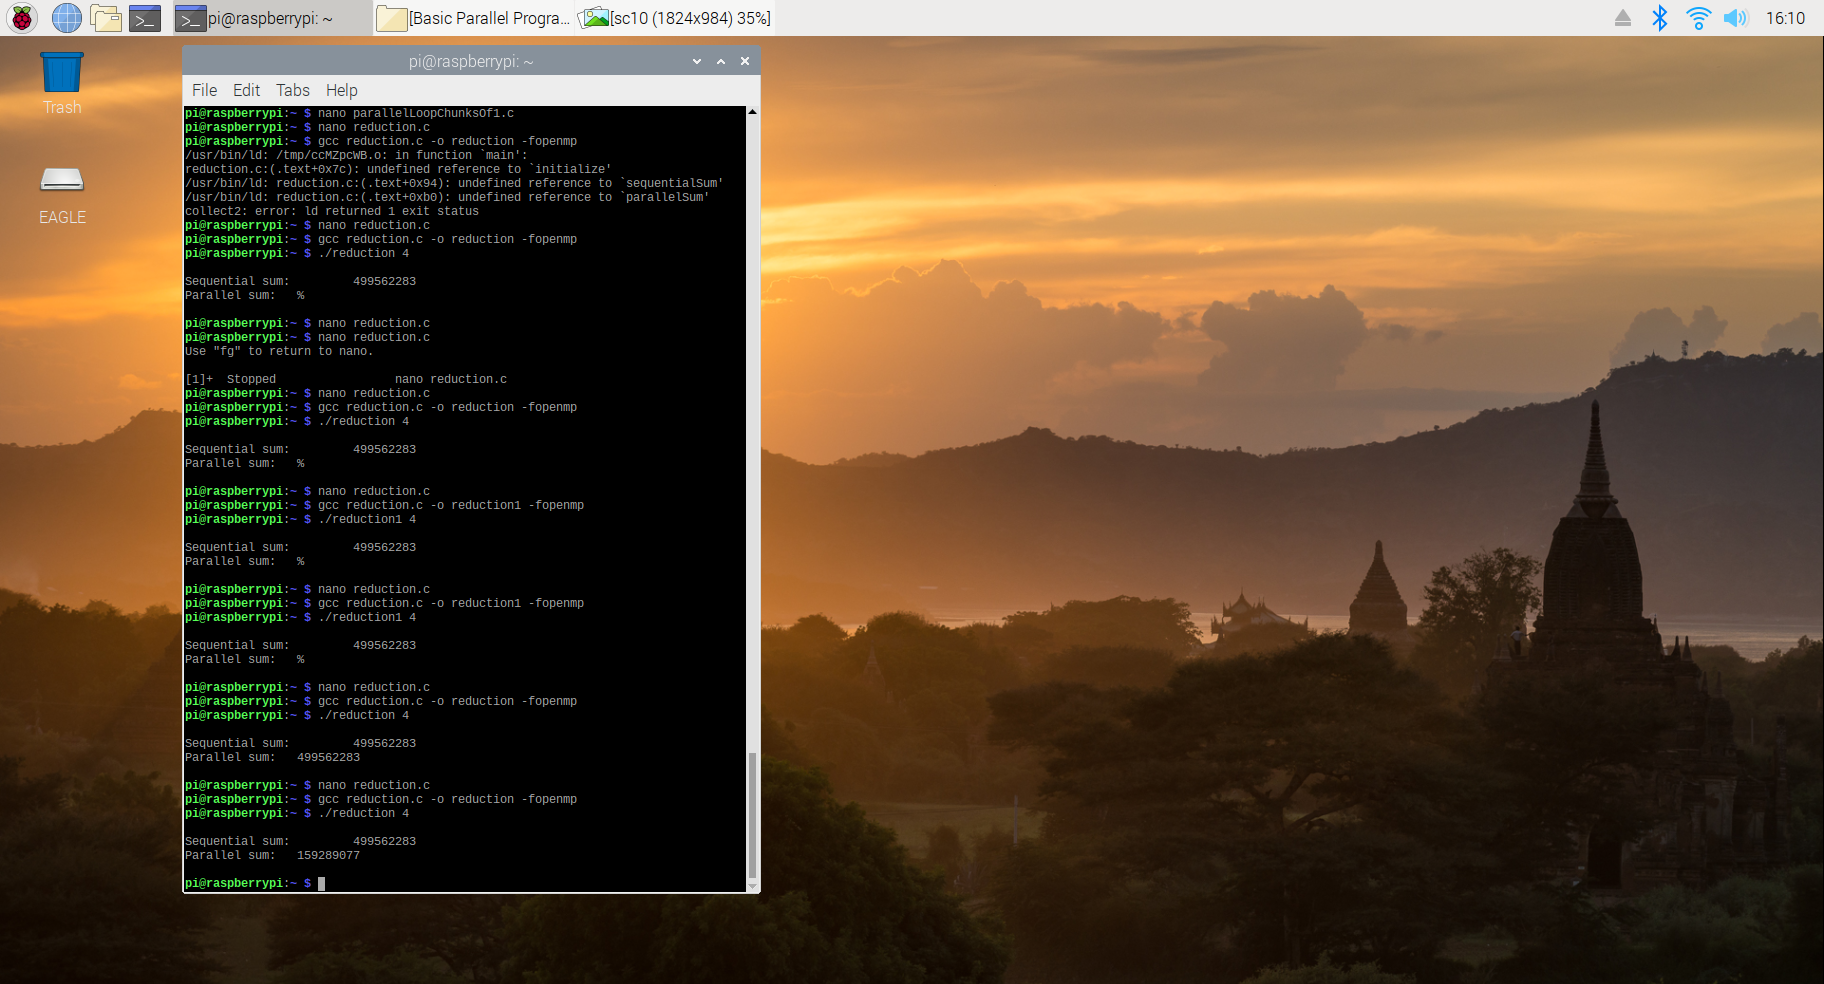 pi@raspberrypi: ~
[Basic Parallel Progra...
[sc10 (1824x984) 35%]
16:10
Trash
EAGLE
pi@raspberrypi: ~
File Edit Tabs Help
pi@raspberrypi:~ $ nano parallelLoopChunksOf1.c
pi@raspberrypi:~ $ nano reduction.c
pi@raspberrypi:~ $ gcc reduction.c -o reduction -fopenmp
/usr/bin/ld: /tmp/ccMZpcWB.o: in function `main':
reduction.c:(.text+0x7c): undefined reference to `initialize'
/usr/bin/ld: reduction.c:(.text+0x94): undefined reference to `sequentialSum'
/usr/bin/ld: reduction.c:(.text+0xb0): undefined reference to `parallelSum'
collect2: error: ld returned 1 exit status
pi@raspberrypi:~ $ nano reduction.c
pi@raspberrypi:~ $ gcc reduction.c -o reduction -fopenmp
pi@raspberrypi:~ $ ./reduction 4
Sequential sum: 499562283
Parallel sum: %
pi@raspberrypi:~ $ nano reduction.c
pi@raspberrypi:~ $ nano reduction.c
Use "fg" to return to nano.
[1]+ Stopped nano reduction.c
pi@raspberrypi:~ $ nano reduction.c
pi@raspberrypi:~ $ gcc reduction.c -o reduction -fopenmp
pi@raspberrypi:~ $ ./reduction 4
Sequential sum: 499562283
Parallel sum: %
pi@raspberrypi:~ $ nano reduction.c
pi@raspberrypi:~ $ gcc reduction.c -o reduction1 -fopenmp
pi@raspberrypi:~ $ ./reduction1 4
Sequential sum: 499562283
Parallel sum: %
pi@raspberrypi:~ $ nano reduction.c
pi@raspberrypi:~ $ gcc reduction.c -o reduction1 -fopenmp
pi@raspberrypi:~ $ ./reduction1 4
Sequential sum: 499562283
Parallel sum: %
pi@raspberrypi:~ $ nano reduction.c
pi@raspberrypi:~ $ gcc reduction.c -o reduction -fopenmp
pi@raspberrypi:~ $ ./reduction 4
Sequential sum: 499562283
Parallel sum: 499562283
pi@raspberrypi:~ $ nano reduction.c
pi@raspberrypi:~ $ gcc reduction.c -o reduction -fopenmp
pi@raspberrypi:~ $ ./reduction 4
Sequential sum: 499562283
Parallel sum: 159289077
pi@raspberrypi:~ $